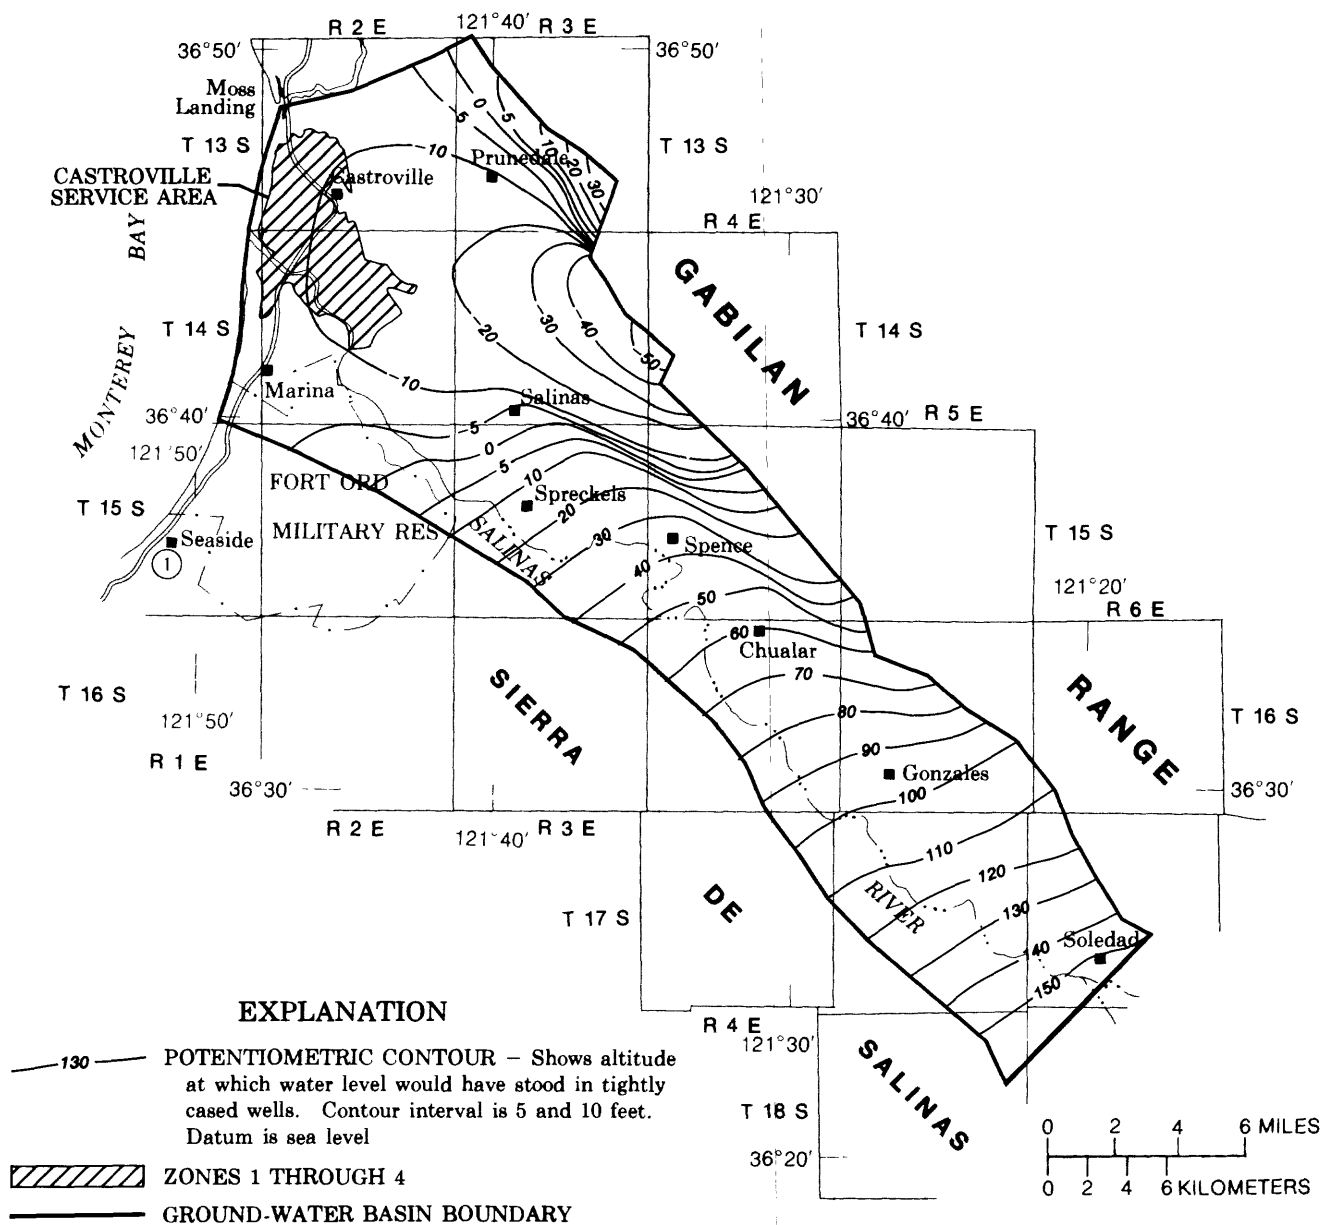 R 2 E
121°40′
R 3 E
36°50′
36°50′
Moss
Landing
T 13 S
T 13 S
CASTROVILLE
SERVICE AREA
Castroville
Prunedale
121°30′
R 4 E
MONTEREY BAY
GABILAN
T 14 S
T 14 S
Marina
Salinas
36°40′
36°40′
R 5 E
121°50′
FORT ORD
MILITARY RES
T 15 S
T 15 S
Spreckels
SALINAS
Seaside
1
Spence
121°20′
R 6 E
Chualar
SIERRA
RANGE
T 16 S
T 16 S
121°50′
R 1 E
36°30′
36°30′
Gonzales
R 2 E
121°40′
R 3 E
DE
RIVER
T 17 S
Soledad
-5
0
5
10
20
30
-10
-20
-30
-40
-50
-10
-5
0
5
10
20
30
40
50
60
70
80
90
100
110
120
130
140
150
R 4 E
121°30′
SALINAS
T 18 S
36°20′
EXPLANATION
130
POTENTIOMETRIC CONTOUR – Shows altitude
at which water level would have stood in tightly
cased wells. Contour interval is 5 and 10 feet.
Datum is sea level
ZONES 1 THROUGH 4
GROUND-WATER BASIN BOUNDARY
0 2 4 6 MILES
0 2 4 6 KILOMETERS